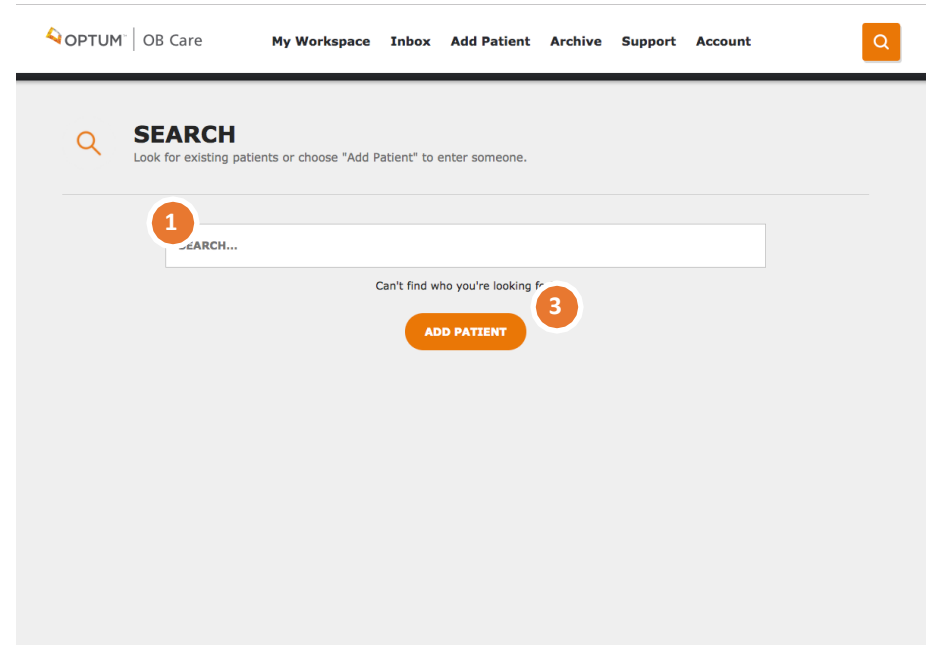 OPTUM™ OB Care My Workspace Inbox Add Patient Archive Support Account
SEARCH
Look for existing patients or choose "Add Patient" to enter someone.
1
SEARCH...
Can't find who you're looking
3
ADD PATIENT